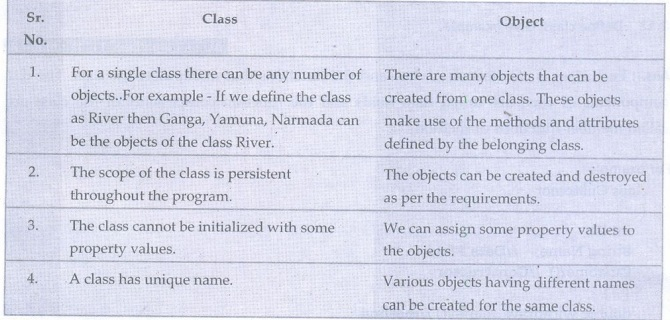 Sr. No.
Class
Object
1.
For a single class there can be any number of
objects..For example - If we define the class
as River then Ganga, Yamuna, Narmada can
be the objects of the class River.
There are many objects that can be
created from one class. These objects
make use of the methods and attributes
defined by the belonging class.
2.
The scope of the class is persistent
throughout the program.
The objects can be created and destroyed
as per the requirements.
3.
The class cannot be initialized with some
property values.
We can assign some property values to
the objects.
4.
A class has unique name.
Various objects having different names
can be created for the same class.